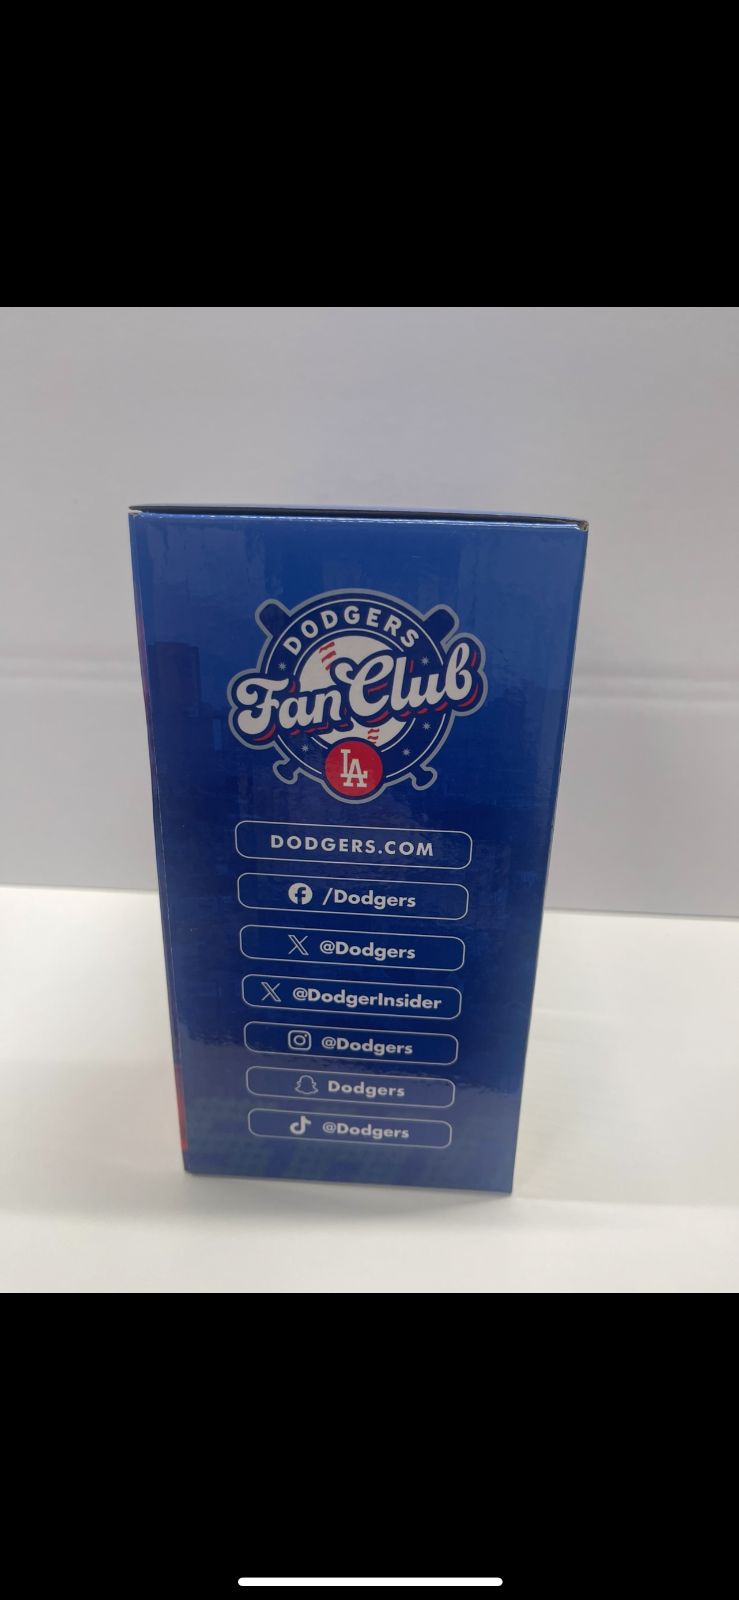 DODGERS
Fan Club
LA
DODGERS.COM
/Dodgers
@Dodgers
@DodgerInsider
@Dodgers
Dodgers
@Dodgers